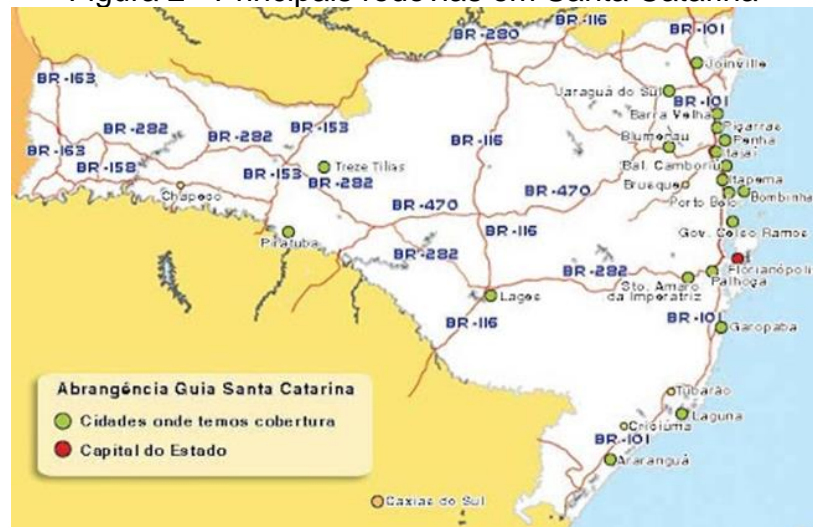 Figura 2 - Principais rodovias em Santa Catarina
BR-116
BR-280
BR-101
BR-163
Joinville
Jaraguá do Sul
BR-101
Barra Velha
BR-282
BR-153
BR-116
Piçarras
BR-282
Blumenau
Penha
Itajaí
BR-163
BR-158
BR-153
Treze Tílias
Bal. Camboriú
BR-282
BR-470
Brusque
Itapema
Chapecó
BR-470
Porto Belo
Bombinha
Piratuba
BR-116
Gov. Celso Ramos
BR-282
BR-282
Florianópoli
Palhoça
Lages
Sto. Amaro
da Imperatriz
BR-116
BR-101
Garopaba
Abrangência Guia Santa Catarina
Cidades onde temos cobertura
Capital do Estado
Tubarão
Laguna
Criciúma
BR-101
Araranguá
Caxias do Sul